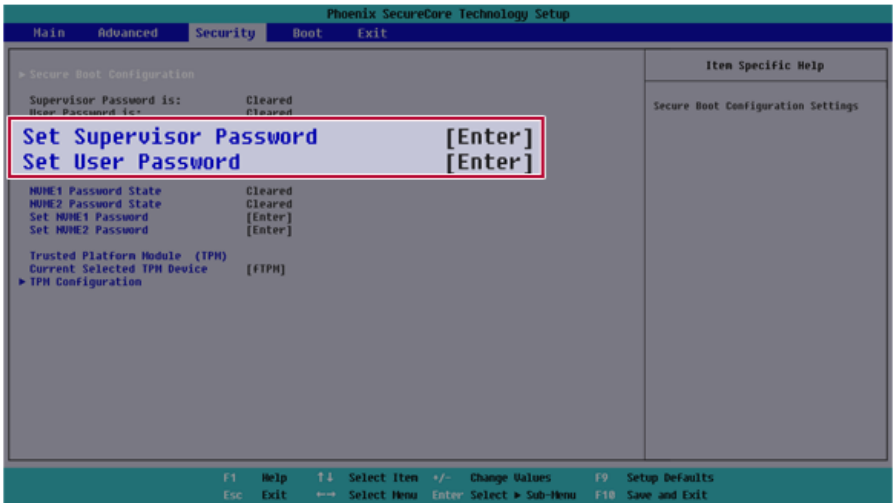 Phoenix SecureCore Technology Setup
Main Advanced Security Boot Exit
Item Specific Help
▶ Secure Boot Configuration
Secure Boot Configuration Settings
Supervisor Password is: Cleared
User Password is: Cleared
Set Supervisor Password [Enter]
Set User Password [Enter]
NVME1 Password State Cleared
NVME2 Password State Cleared
Set NVME1 Password [Enter]
Set NVME2 Password [Enter]
Trusted Platform Module (TPM)
Current Selected TPM Device [fTPM]
▶ TPM Configuration
F1 Help ↑↓ Select Item +/- Change Values F9 Setup Defaults
Esc Exit ←→ Select Menu Enter Select ▶ Sub-Menu F10 Save and Exit